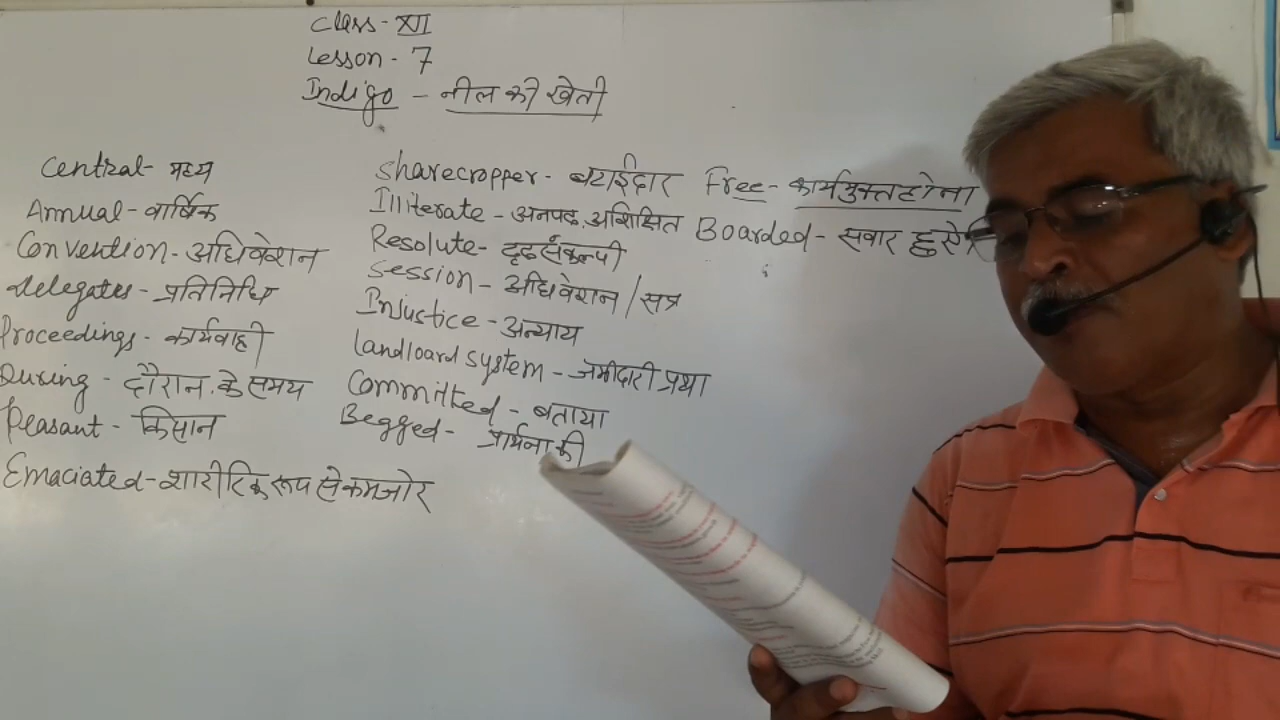 Class - XII
Lesson - 7
Indigo - नील की खेती
Central - मध्य
Annual - वार्षिक
Convention - अधिवेशन
delegates - प्रतिनिधि
Proceedings - कार्यवाही
During - दौरान, के समय
Peasant - किसान
Emaciated - शारीरिक रूप से कमजोर
Sharecropper - बटाईदार
Illiterate - अनपढ़, अशिक्षित
Resolute - दृढ़संकल्पी
Session - अधिवेशन / सत्र
Injustice - अन्याय
landloard system - जमींदारी प्रथा
Committed - बताया
Begged - प्रार्थना की
Free - कार्यमुक्त होना
Boarded - सवार हुये